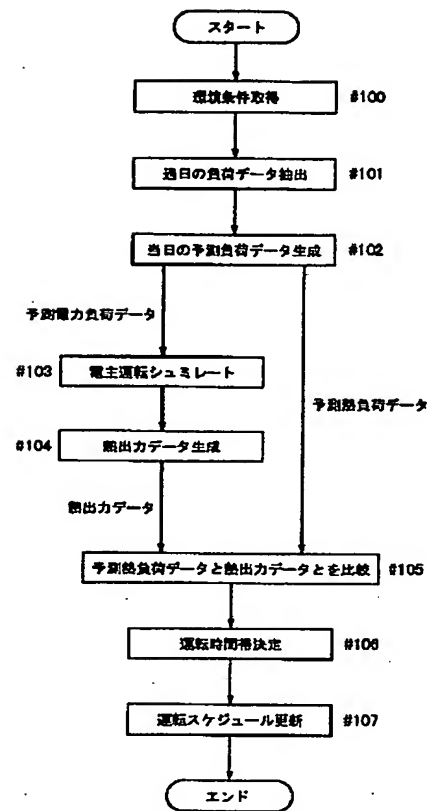 スタート
環境条件取得 #100
過日の負荷データ抽出 #101
当日の予測負荷データ生成 #102
予測電力負荷データ
#103 電主運転シュミレート
予測熱負荷データ
#104 熱出力データ生成
熱出力データ
予測熱負荷データと熱出力データとを比較 #105
運転時間帯決定 #106
運転スケジュール更新 #107
エンド